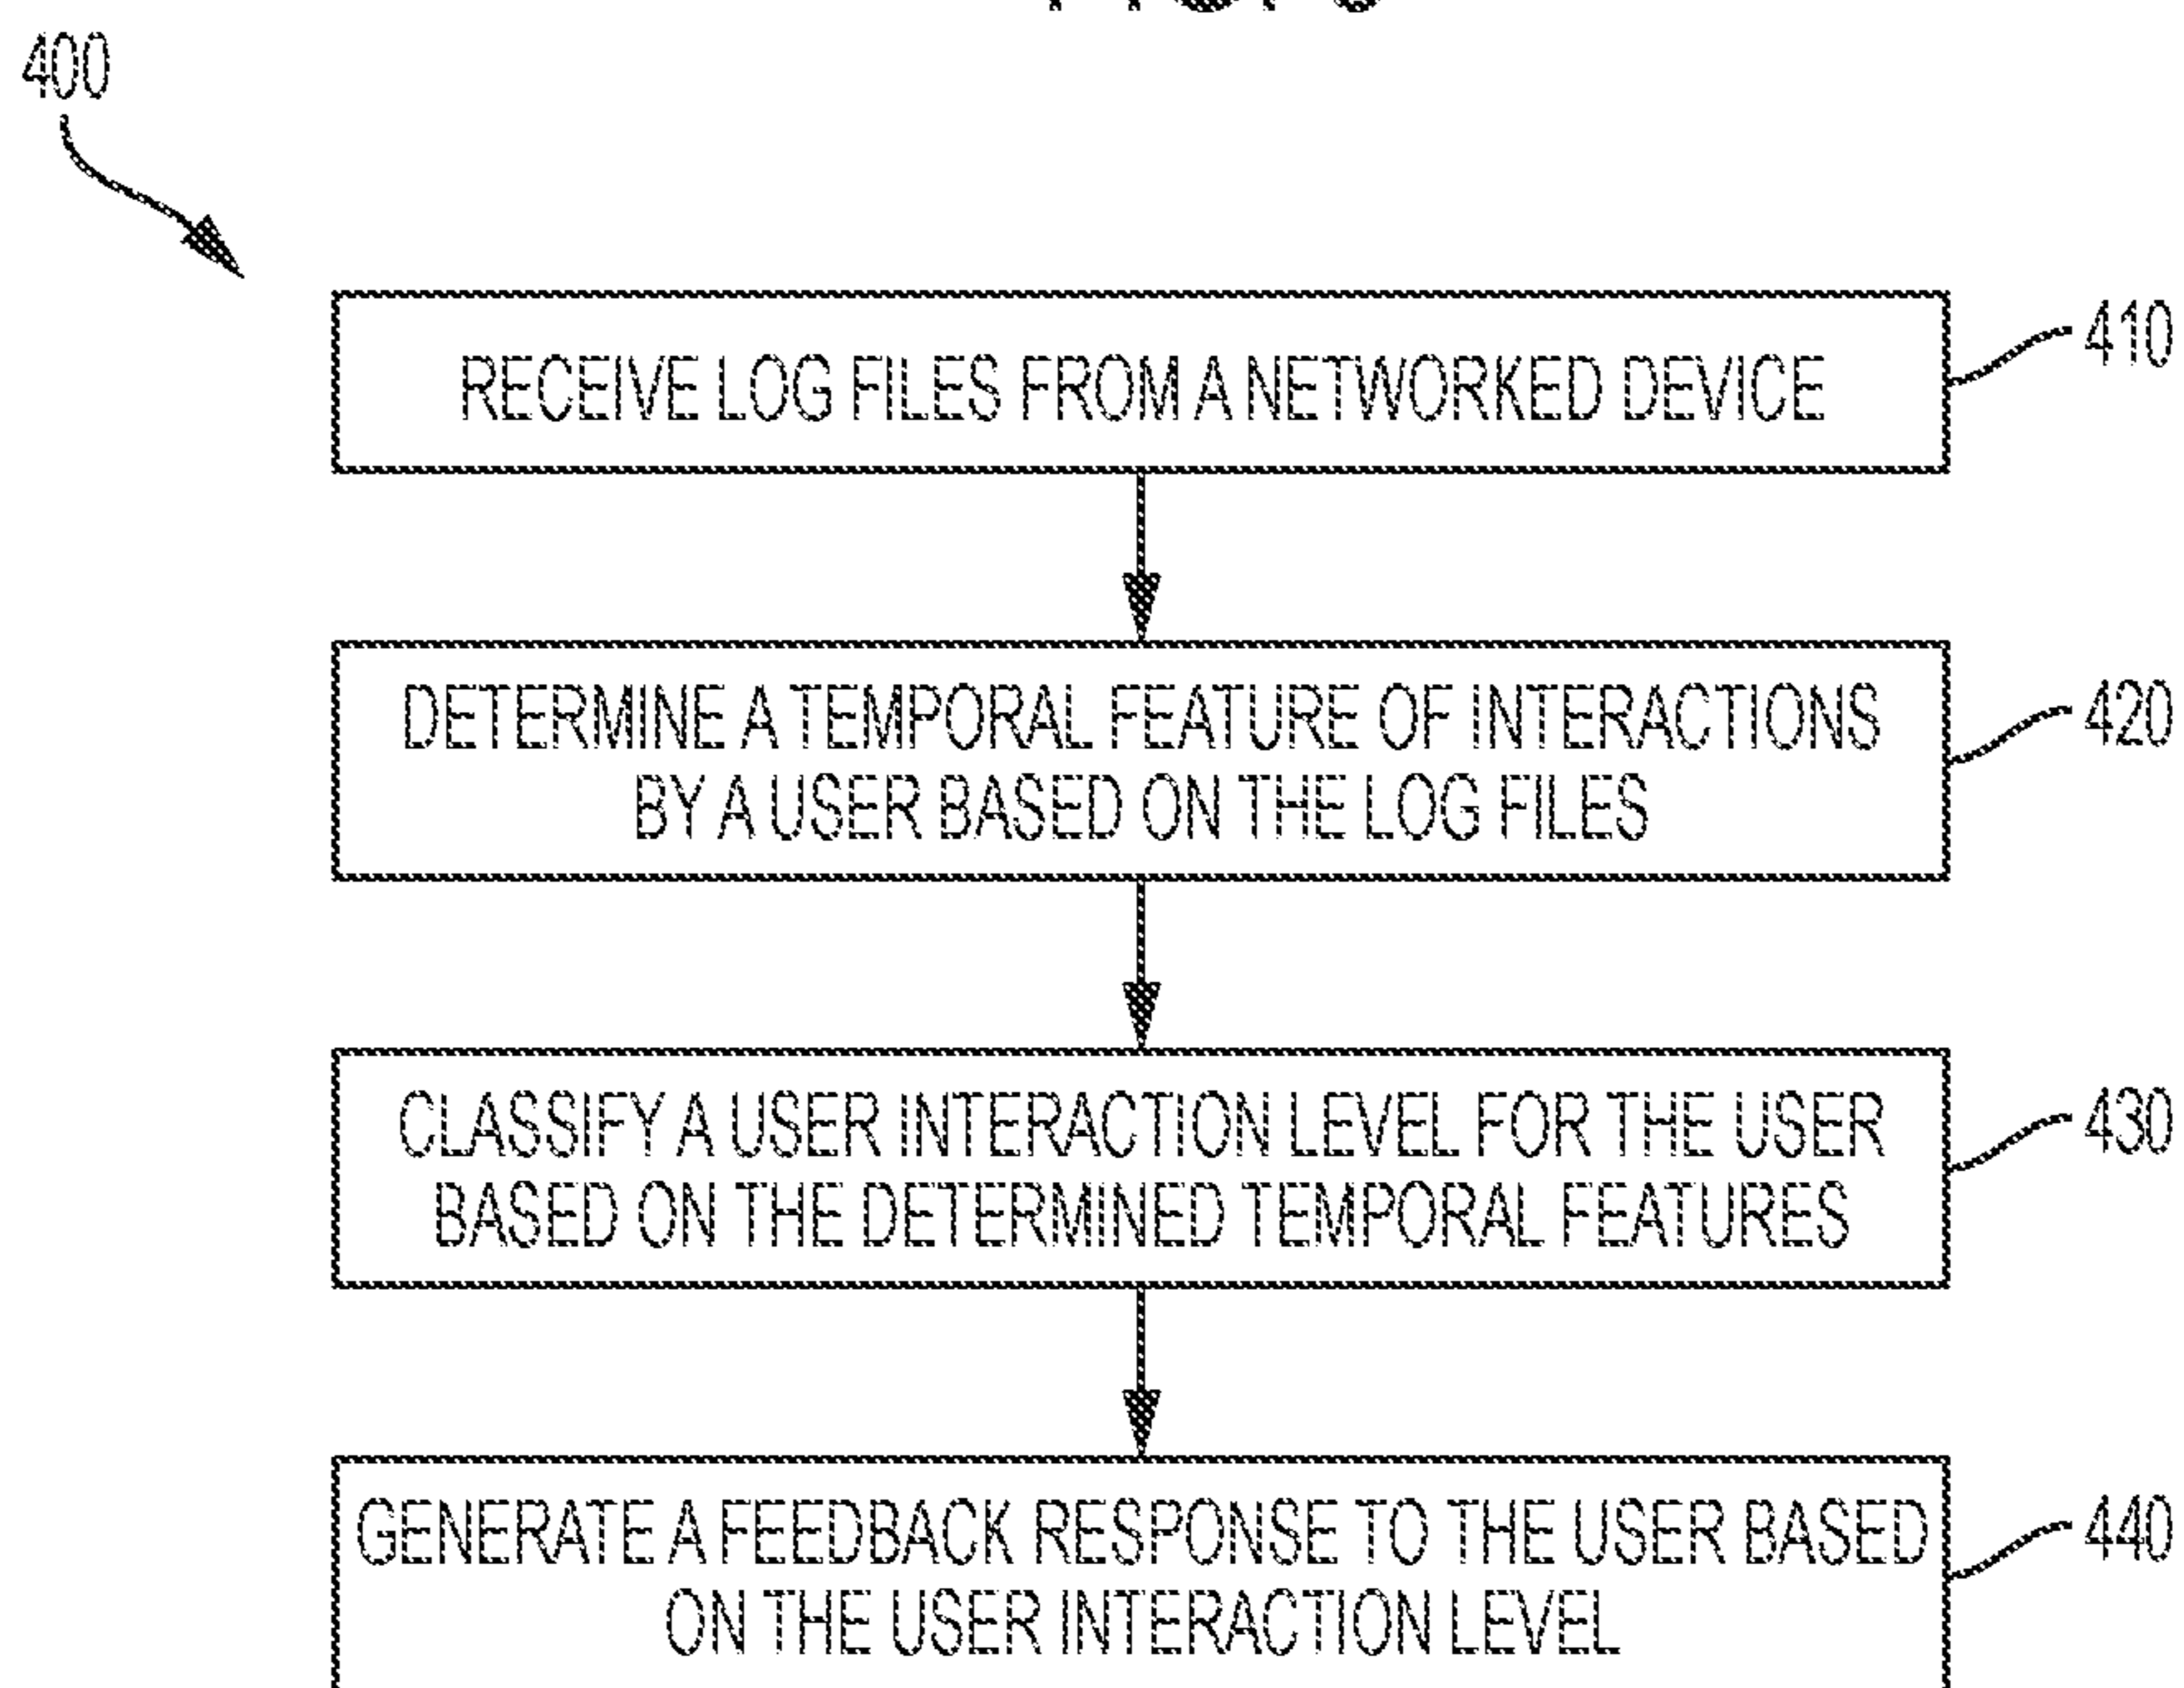 400
RECEIVE LOG FILES FROM A NETWORKED DEVICE
410
DETERMINE A TEMPORAL FEATURE OF INTERACTIONS
BY A USER BASED ON THE LOG FILES
420
CLASSIFY A USER INTERACTION LEVEL FOR THE USER
BASED ON THE DETERMINED TEMPORAL FEATURES
430
GENERATE A FEEDBACK RESPONSE TO THE USER BASED
ON THE USER INTERACTION LEVEL
440